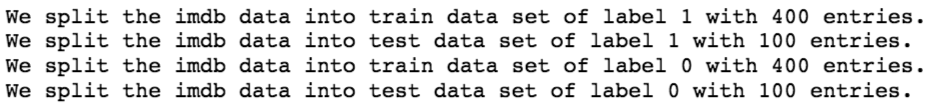 We split the imdb data into train data set of label 1 with 400 entries.
We split the imdb data into test data set of label 1 with 100 entries.
We split the imdb data into train data set of label 0 with 400 entries.
We split the imdb data into test data set of label 0 with 100 entries.